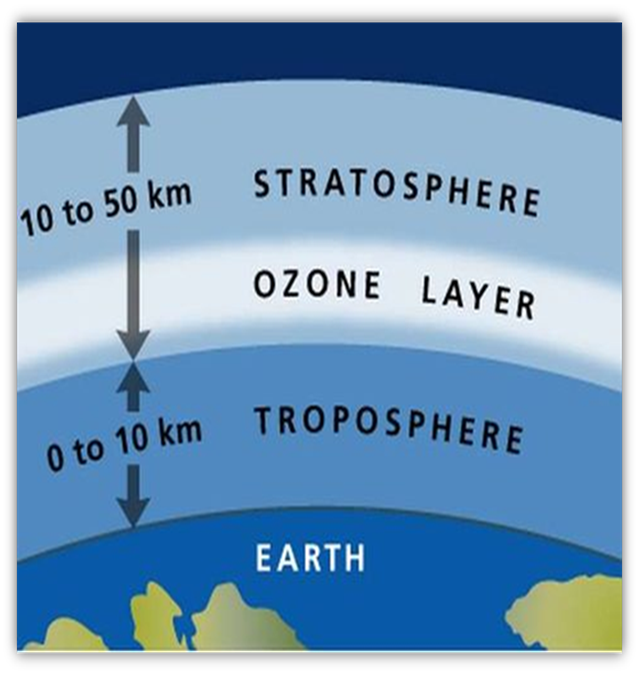 10 to 50 km
STRATOSPHERE
OZONE LAYER
0 to 10 km
TROPOSPHERE
EARTH